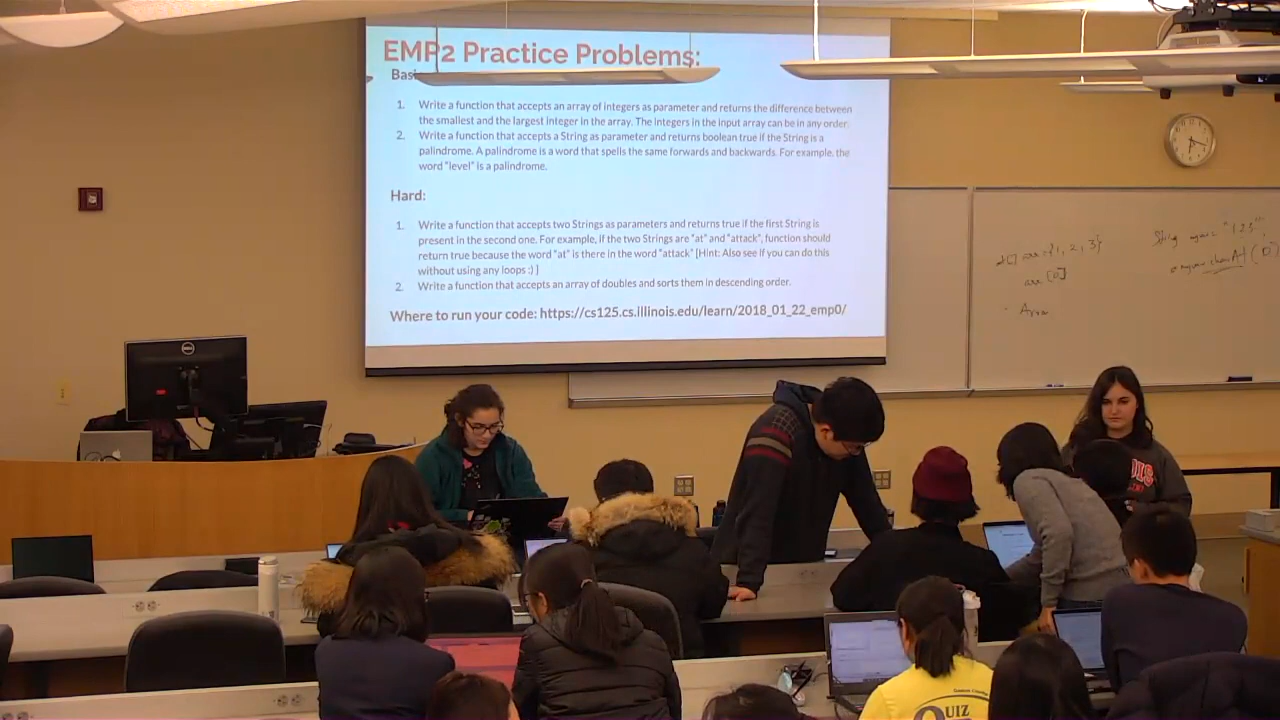 EMP2 Practice Problems:
1. Write a function that accepts an array of integers as parameter and returns the difference between
the smallest and the largest integer in the array. The integers in the input array can be in any order.
2. Write a function that accepts a String as parameter and returns boolean true if the String is a
palindrome. A palindrome is a word that spells the same forwards and backwards. For example, the
word "level" is a palindrome.
Hard:
1. Write a function that accepts two Strings as parameters and returns true if the first String is
present in the second one. For example, if the two Strings are "at" and "attack", function should
return true because the word "at" is there in the word "attack" [Hint: Also see if you can do this
without using any loops :) ]
2. Write a function that accepts an array of doubles and sorts them in descending order.
Where to run your code: https://cs125.cs.illinois.edu/learn/2018_01_22_emp0/
arr = {1, 2, 3}
arr [0]
String
DELL
QUIZ